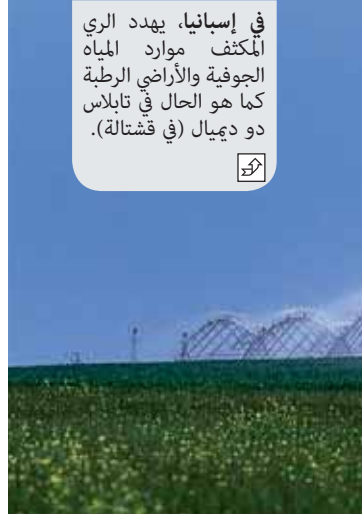 في إسبانيا، يهدد الري
المكثف موارد المياه
الجوفية والأراضي الرطبة
كما هو الحال في تابلاس
دو ديميال (في قشتالة).